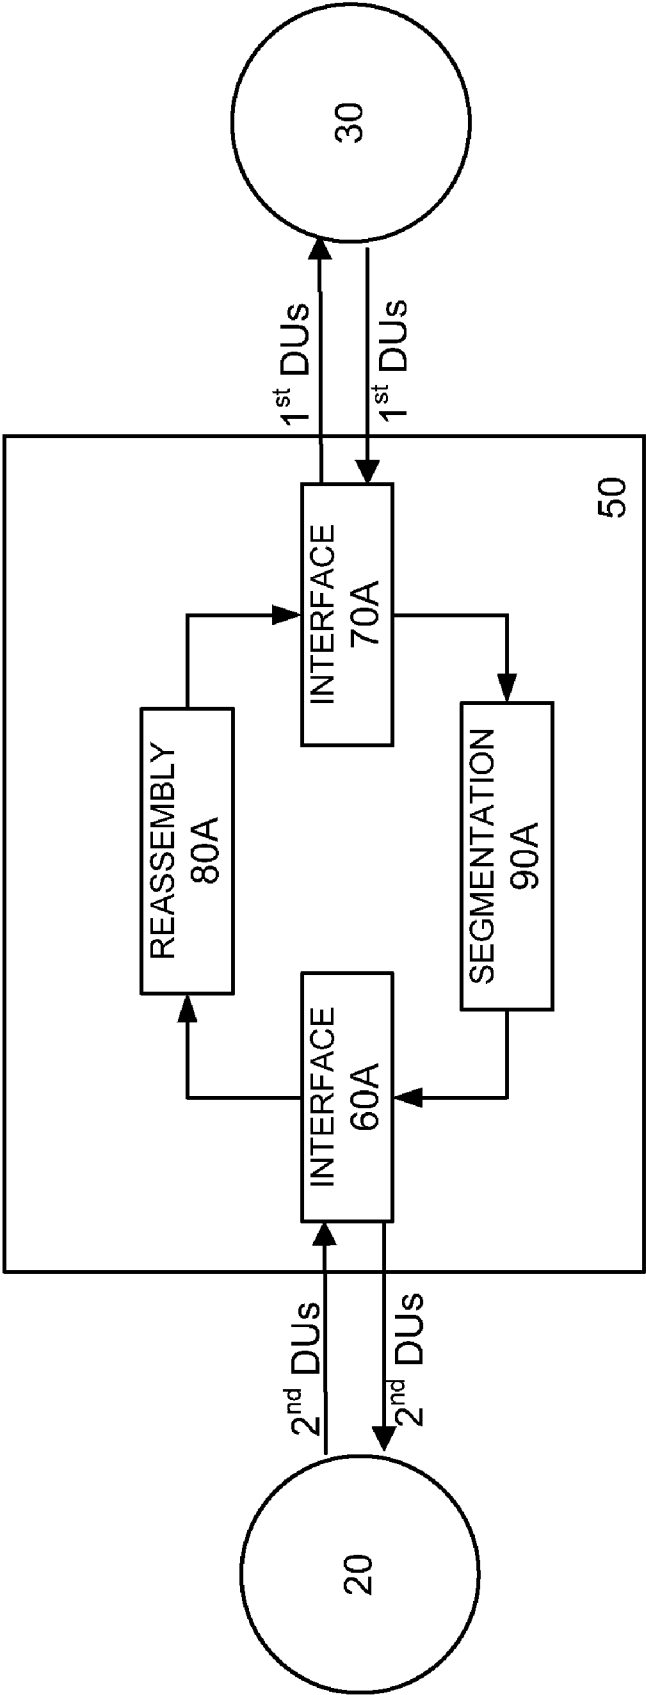 REASSEMBLY
80A
20
2nd DUs
2nd DUs
INTERFACE
60A
INTERFACE
70A
1st DUs
1st DUs
30
SEGMENTATION
90A
50